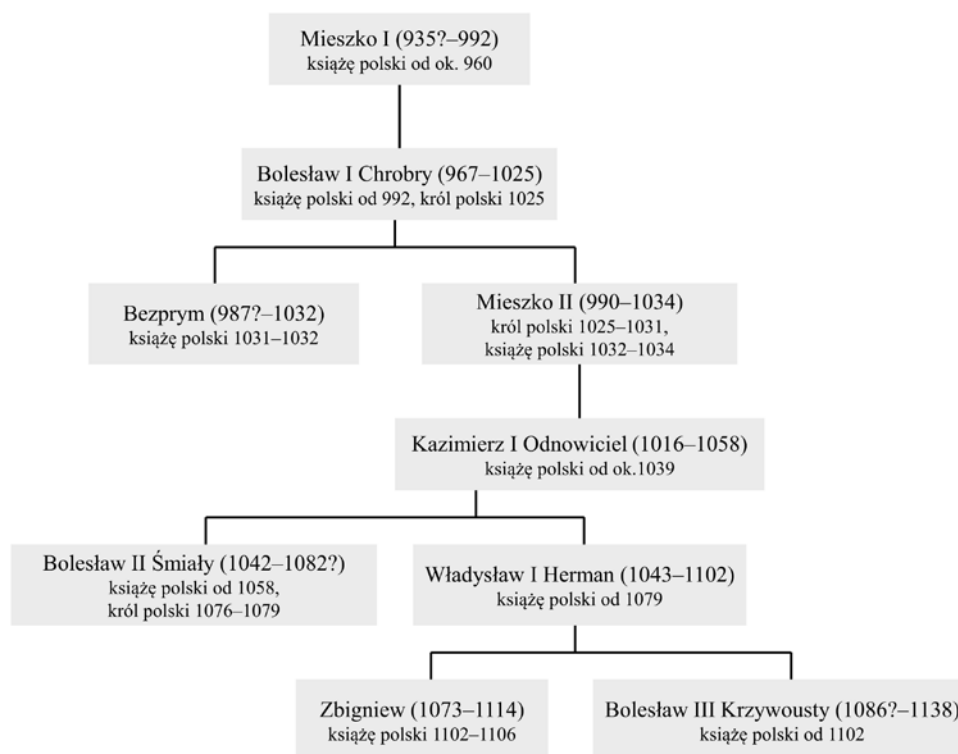 Mieszko I (935?–992)
książę polski od ok. 960
Bolesław I Chrobry (967–1025)
książę polski od 992, król polski 1025
Bezprym (987?–1032)
książę polski 1031–1032
Mieszko II (990–1034)
król polski 1025–1031,
książę polski 1032–1034
Kazimierz I Odnowiciel (1016–1058)
książę polski od ok.1039
Bolesław II Śmiały (1042–1082?)
książę polski od 1058,
król polski 1076–1079
Władysław I Herman (1043–1102)
książę polski od 1079
Zbigniew (1073–1114)
książę polski 1102–1106
Bolesław III Krzywousty (1086?–1138)
książę polski od 1102